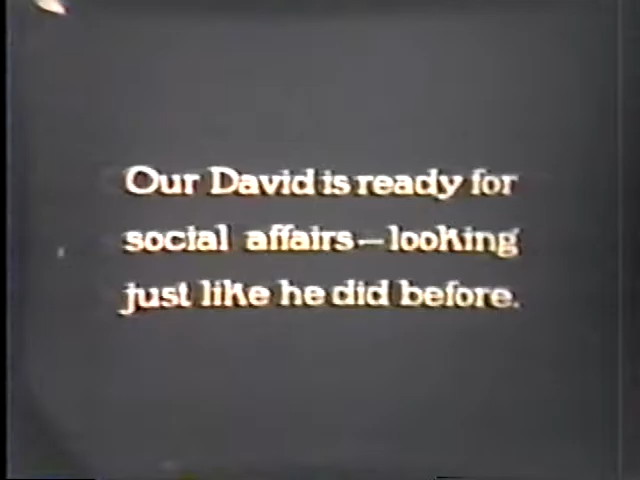 Our David is ready for
social affairs—looking
just like he did before.